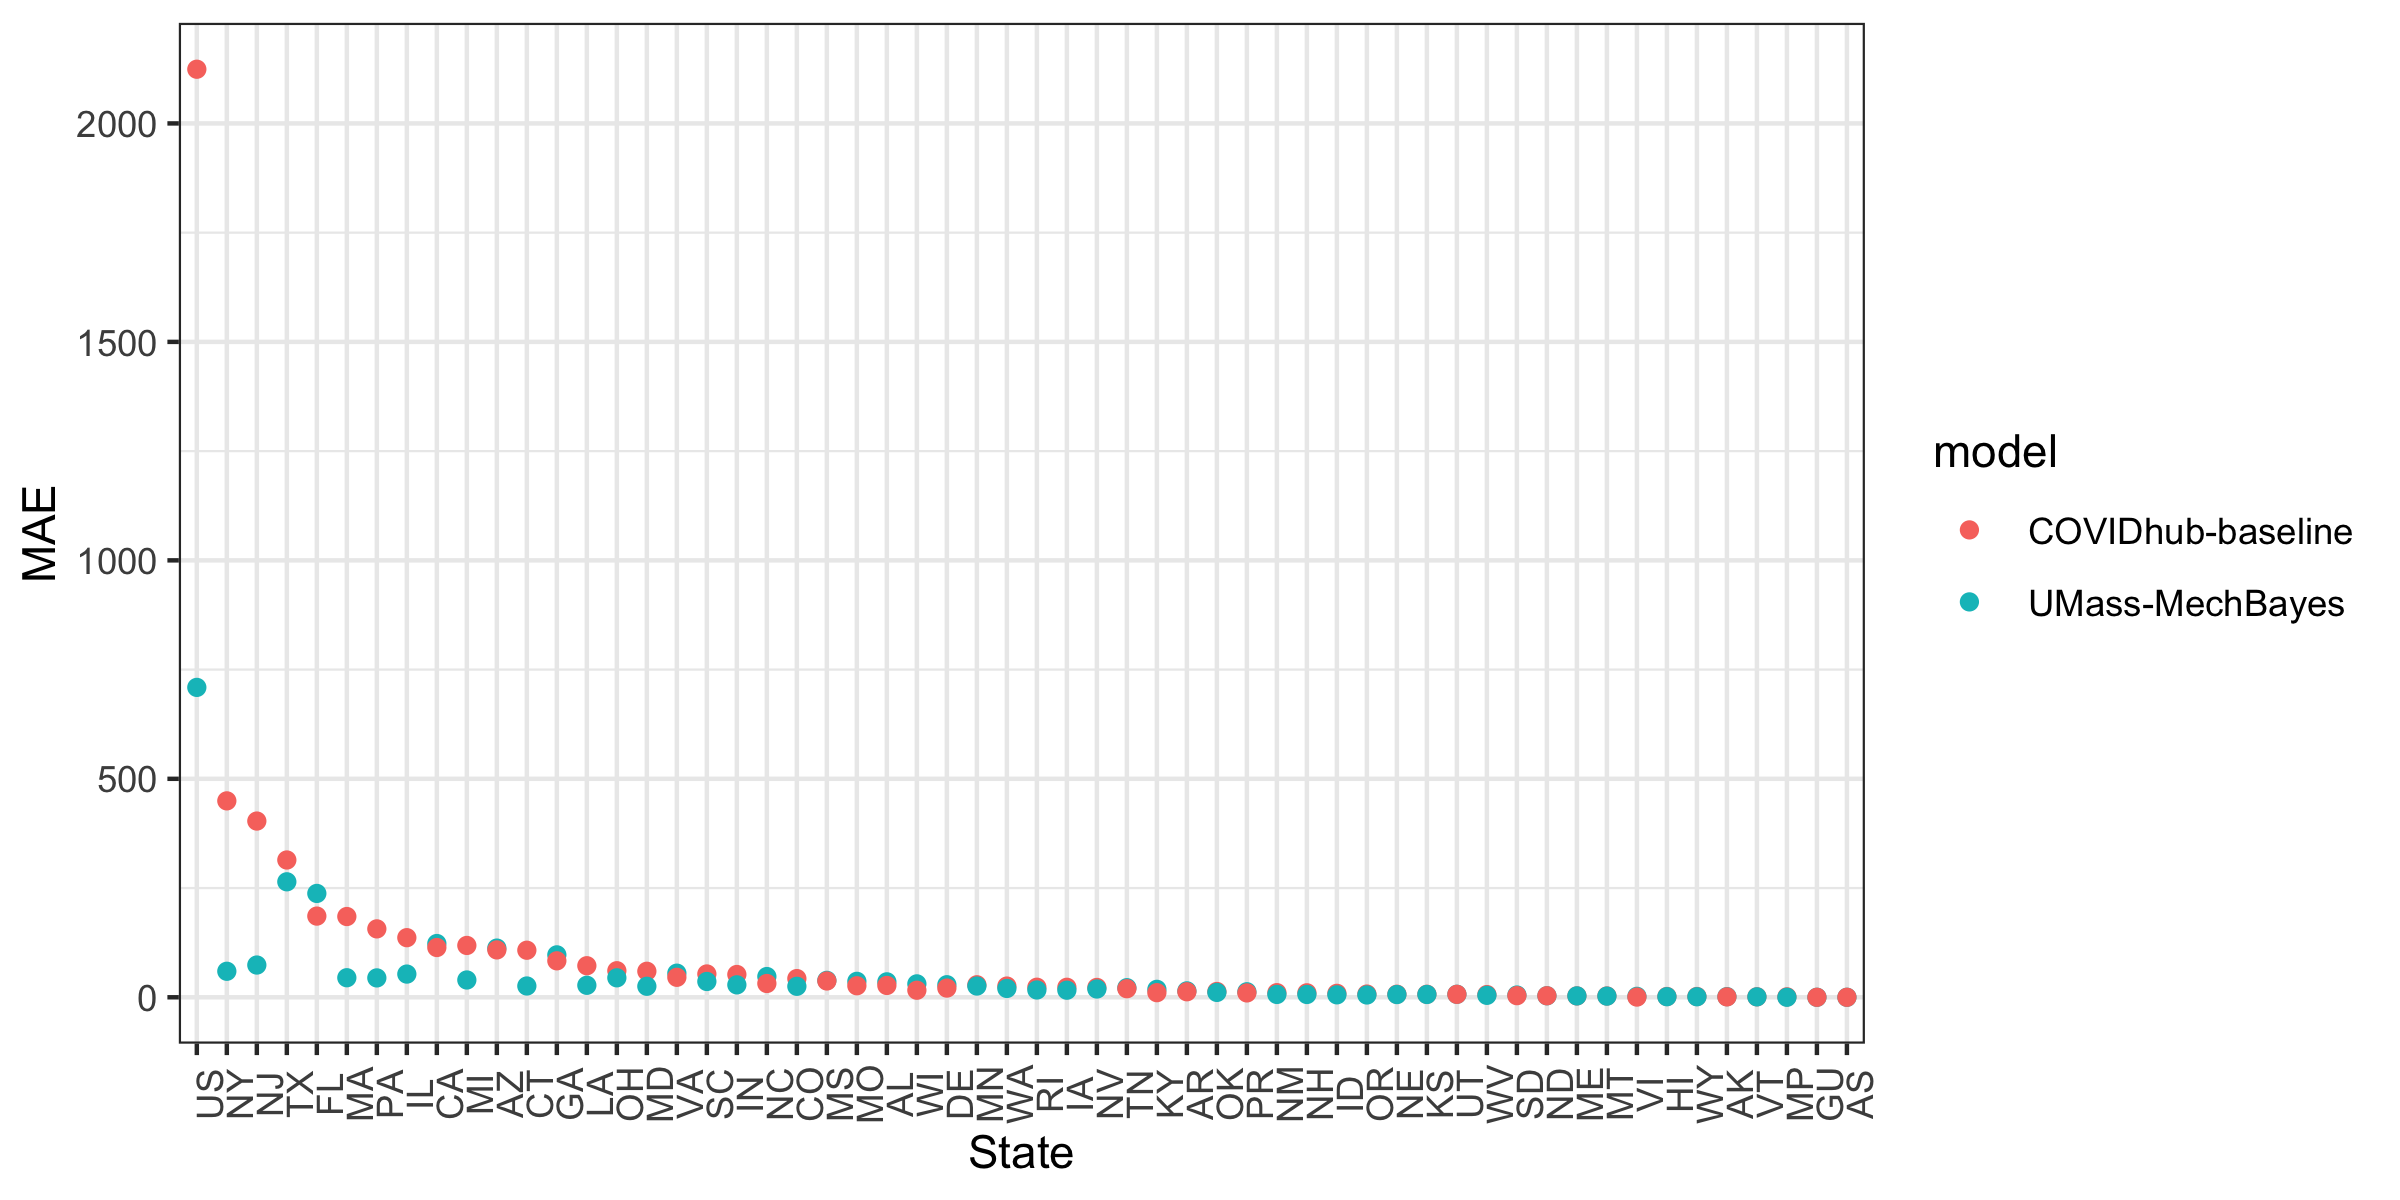 2000
1500
1000
500
0
MAE
US NY NJ TX FL MA PA IL CA MI AZ CT GA LA OH MD VA SC IN NC CO MS MO AL WI DE MN WA RI IA NV TN KY AR OK PR NM NH ID OR NE KS UT WV SD ND ME MT VI HI WY AK VT MP GU AS
State
model
COVIDhub-baseline
UMass-MechBayes